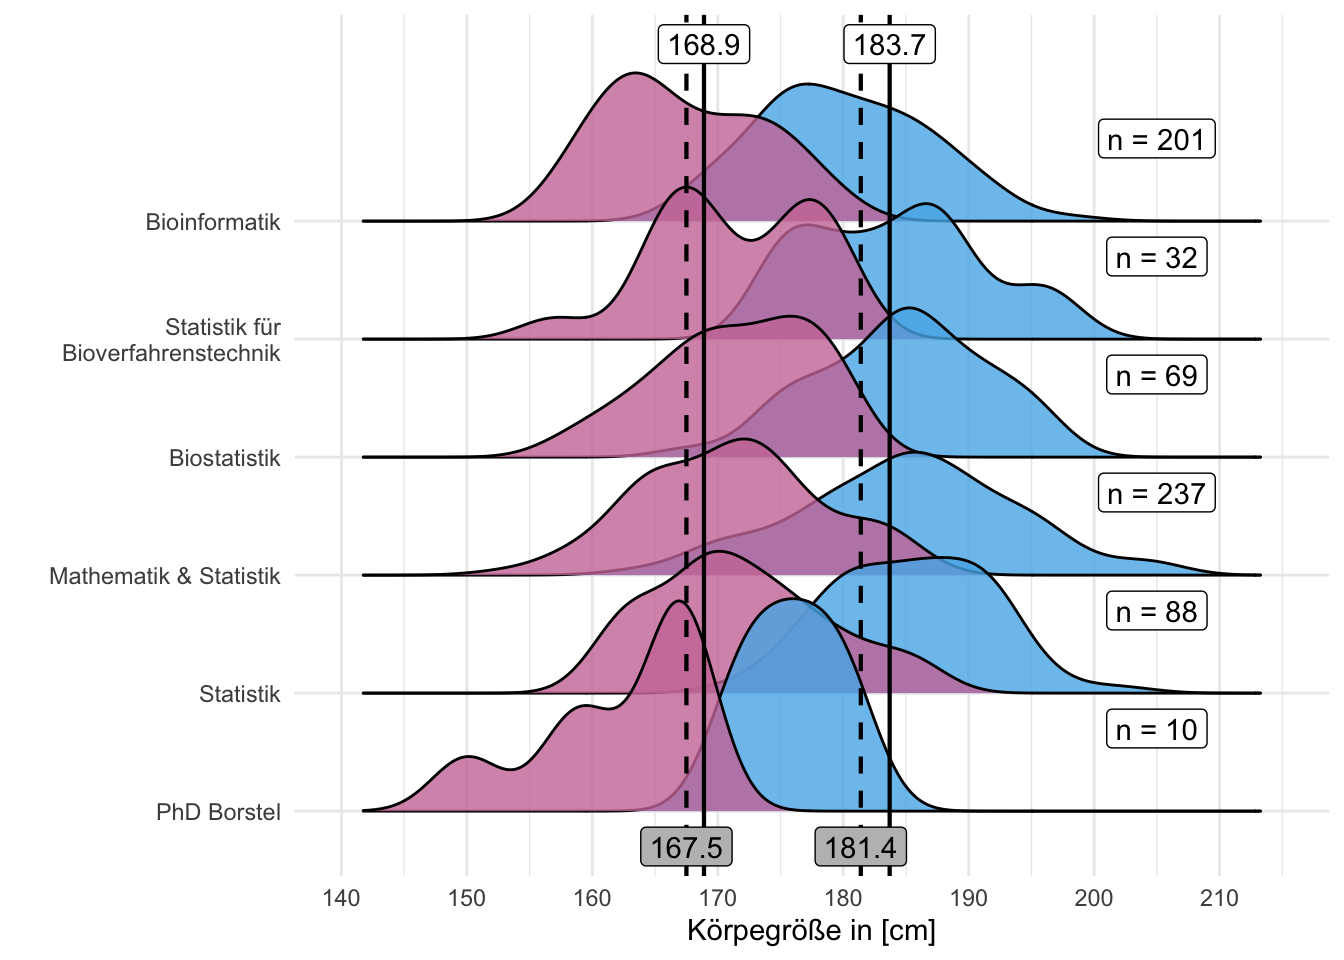 168.9 183.7
n = 201
Bioinformatik
n = 32
Statistik für
Bioverfahrenstechnik
n = 69
Biostatistik
n = 237
Mathematik & Statistik
n = 88
Statistik
n = 10
PhD Borstel
167.5 181.4
140 150 160 170 180 190 200 210
Körpegröße in [cm]